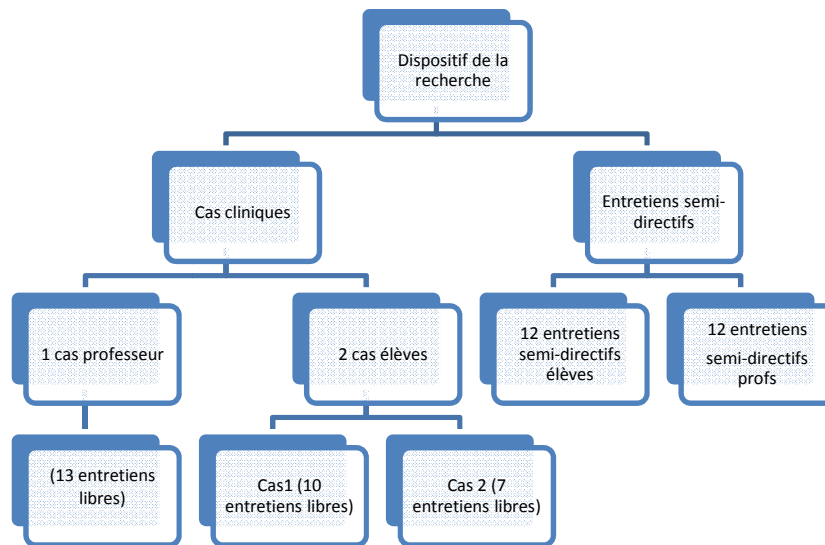 Dispositif de la
recherche
Cas cliniques
Entretiens semi-
directifs
1 cas professeur
2 cas élèves
12 entretiens
semi-directifs
élèves
12 entretiens
semi-directifs
profs
(13 entretiens
libres)
Cas1 (10
entretiens libres)
Cas 2 (7
entretiens libres)